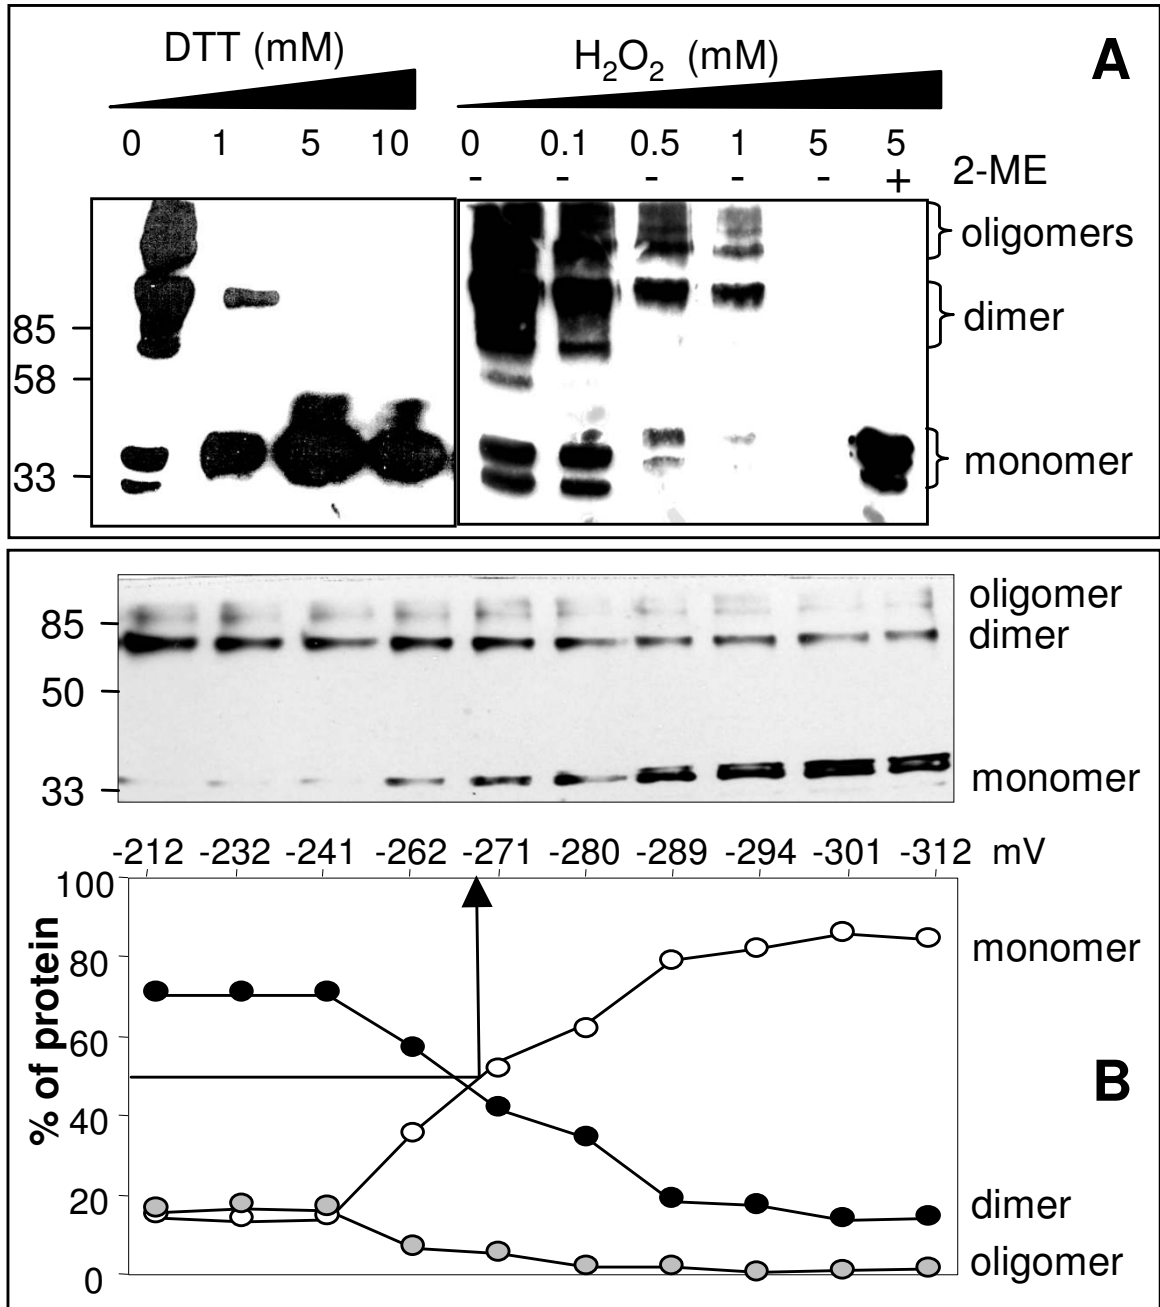 DTT (mM)
H₂O₂ (mM)
A
0 1 5 10
0 0.1 0.5 1 5 5
- - - - - + 2-ME
oligomers
dimer
85
58
monomer
33
oligomer
85
dimer
50
monomer
33
-212 -232 -241 -262 -271 -280 -289 -294 -301 -312 mV
100
monomer
80
60
% of protein
B
40
20
dimer
oligomer
0